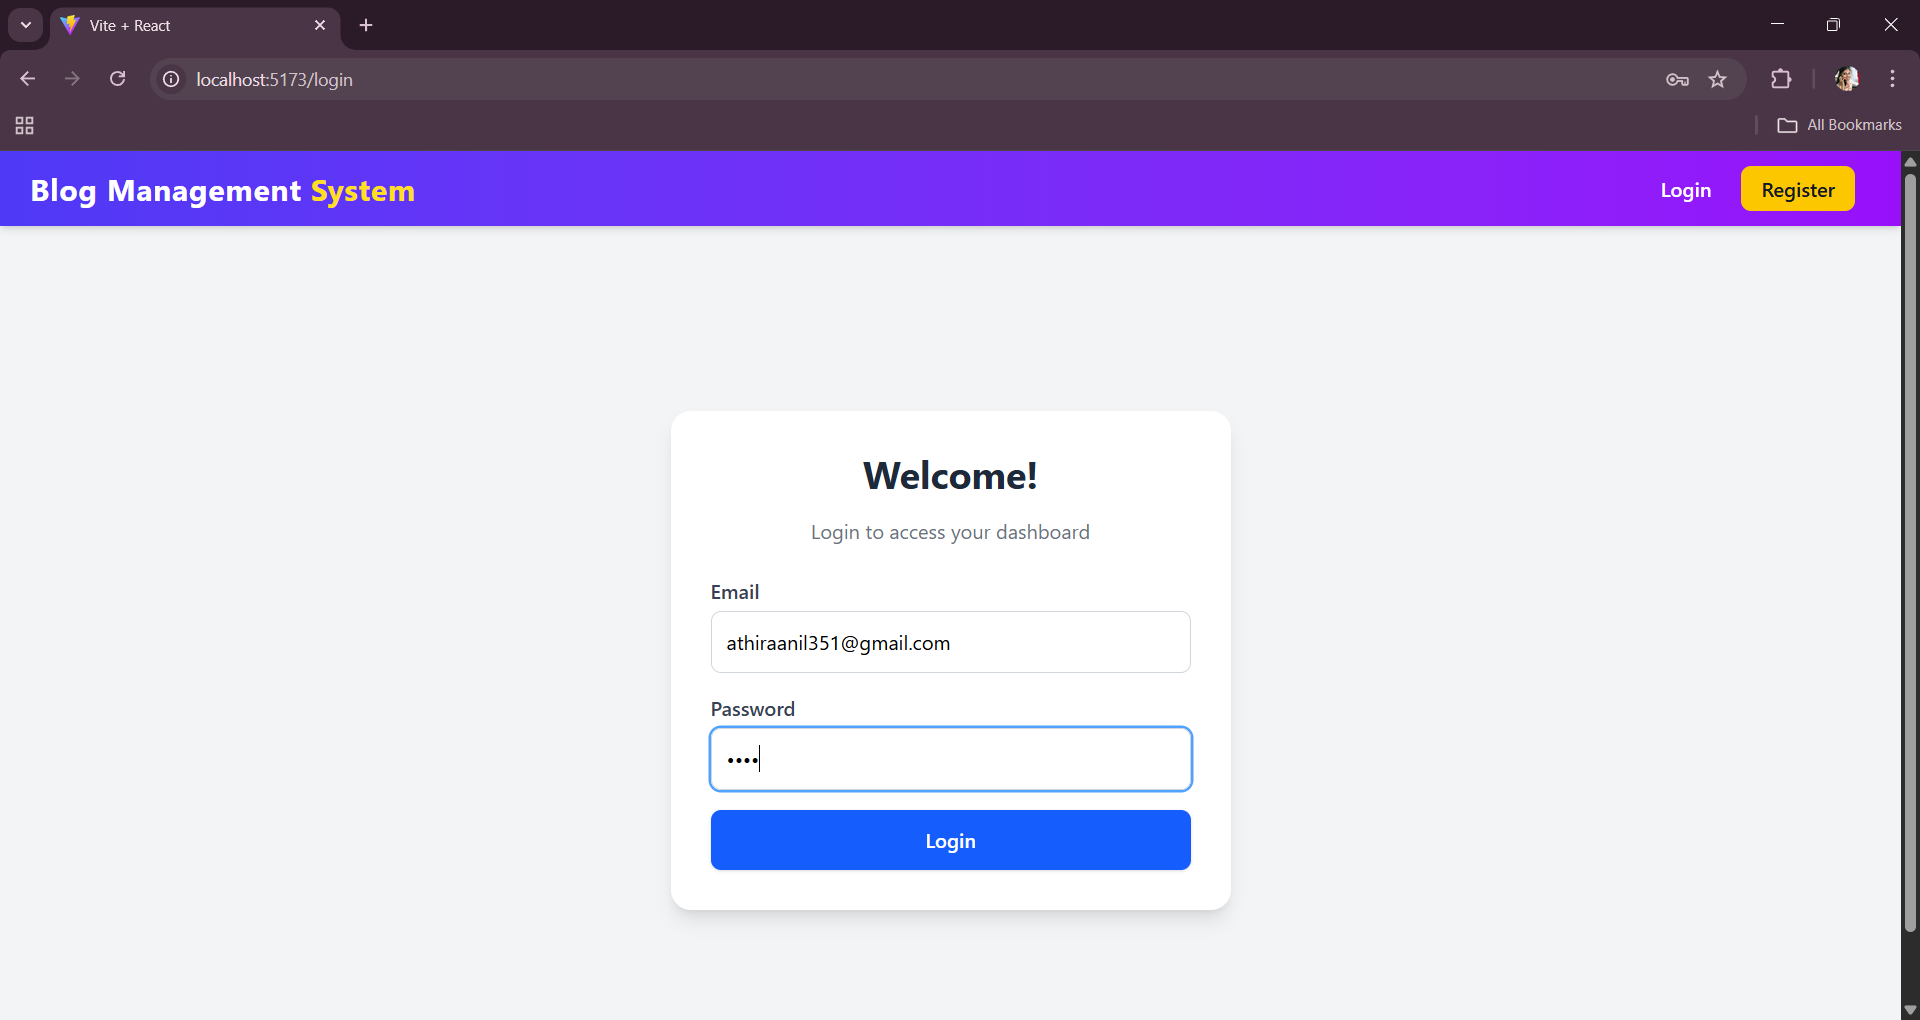 Vite + React
localhost:5173/login
All Bookmarks
Blog Management System
Login
Register
Welcome!
Login to access your dashboard
Email
athiraanil351@gmail.com
Password
••••
Login